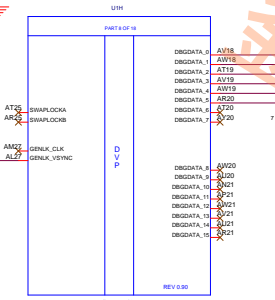 U1H
PART 8 OF 18
DBGDATA_0 AV18
DBGDATA_1 AW18
DBGDATA_2 AT19
DBGDATA_3 AV19
DBGDATA_4 AW19
DBGDATA_5 AR20
DBGDATA_6 AT20
DBGDATA_7 AY20
7
AT25 SWAPLOCKA
AR25 SWAPLOCKB
AM27 GENLK_CLK
AL27 GENLK_VSYNC
D
V
P
DBGDATA_8 AW20
DBGDATA_9 AU20
DBGDATA_10 AN21
DBGDATA_11 AP21
DBGDATA_12 AW21
DBGDATA_13 AV21
DBGDATA_14 AU21
DBGDATA_15 AR21
REV 0.90